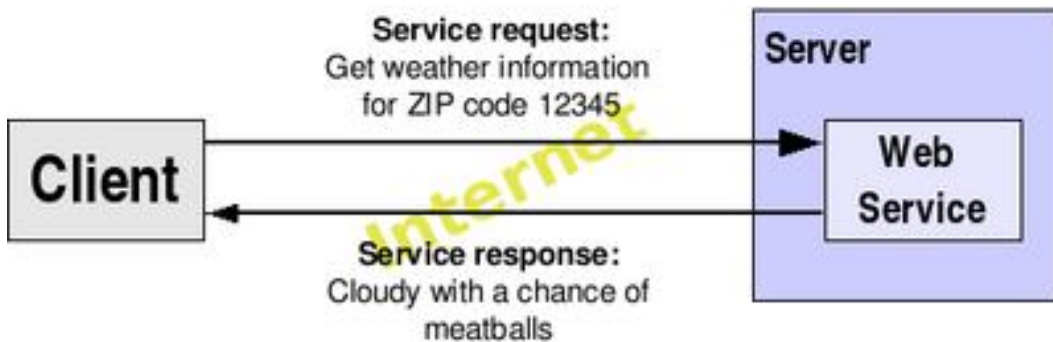 Service request:
Get weather information
for ZIP code 12345
Server
Client
Internet
Web
Service
Service response:
Cloudy with a chance of
meatballs